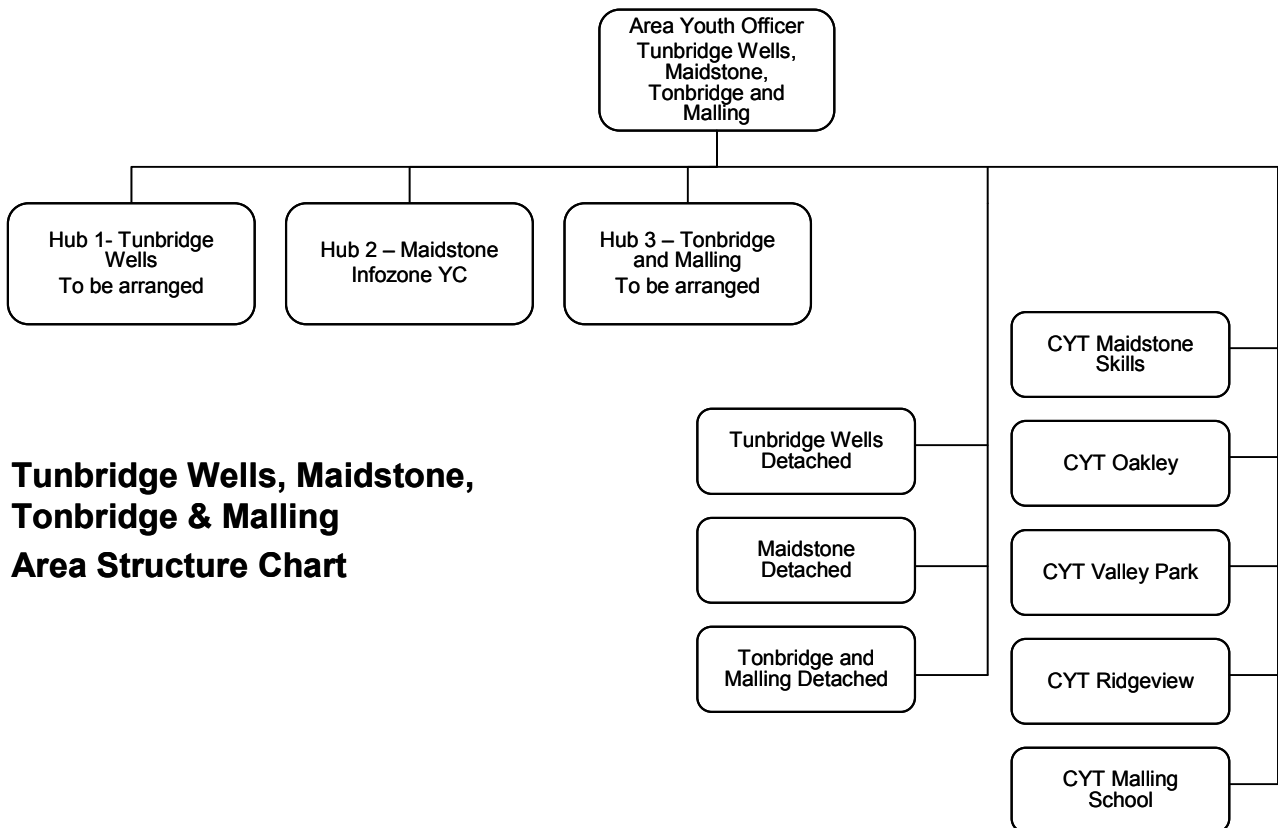 Area Youth Officer
Tunbridge Wells,
Maidstone,
Tonbridge and
Malling
Hub 1- Tunbridge
Wells
To be arranged
Hub 2 – Maidstone
Infozone YC
Hub 3 – Tonbridge
and Malling
To be arranged
Tunbridge Wells, Maidstone,
Tonbridge & Malling
Area Structure Chart
Tunbridge Wells
Detached
Maidstone
Detached
Tonbridge and
Malling Detached
CYT Maidstone
Skills
CYT Oakley
CYT Valley Park
CYT Ridgeview
CYT Malling
School